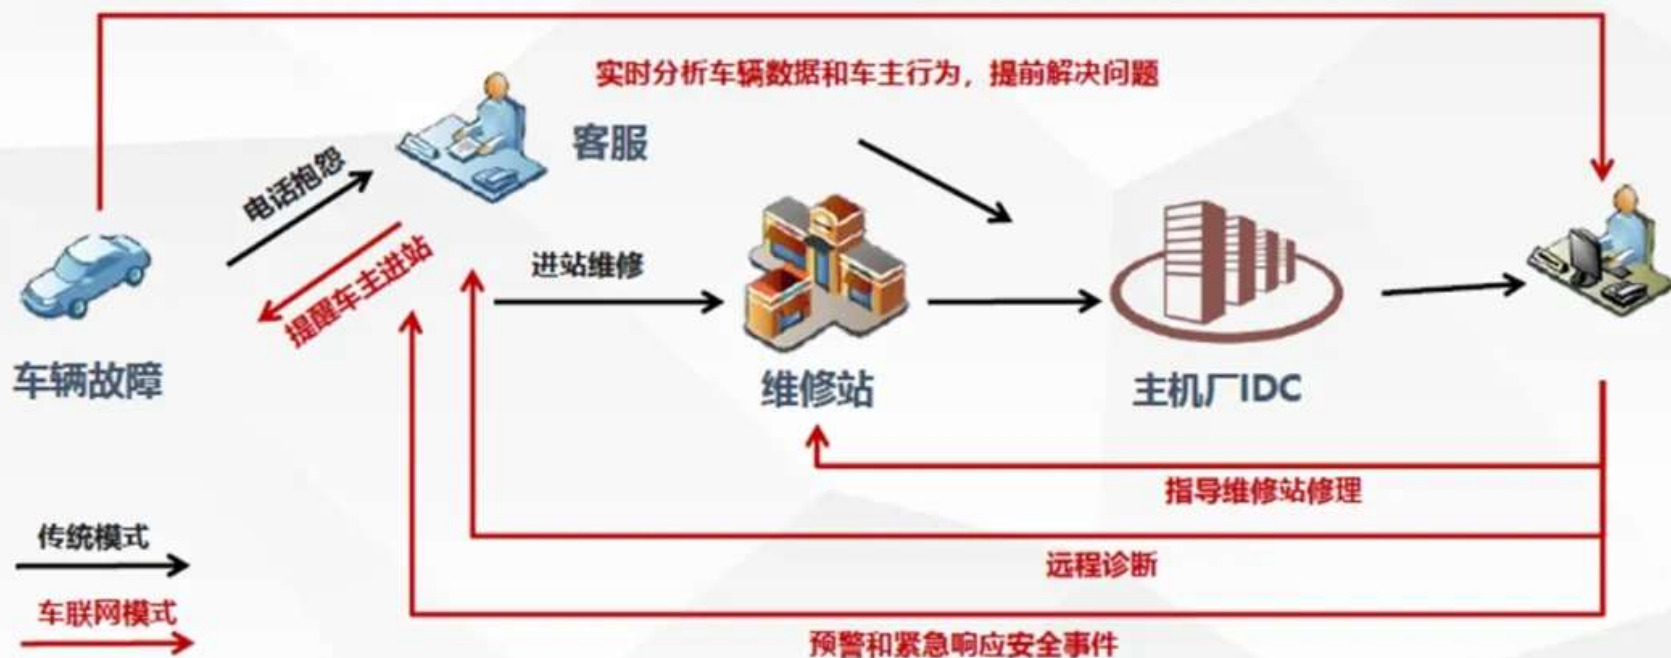 实时分析车辆数据和车主行为，提前解决问题
客服
电话抱怨
提醒车主进站
进站维修
车辆故障
维修站
主机厂IDC
指导维修站修理
传统模式
远程诊断
车联网模式
预警和紧急响应安全事件